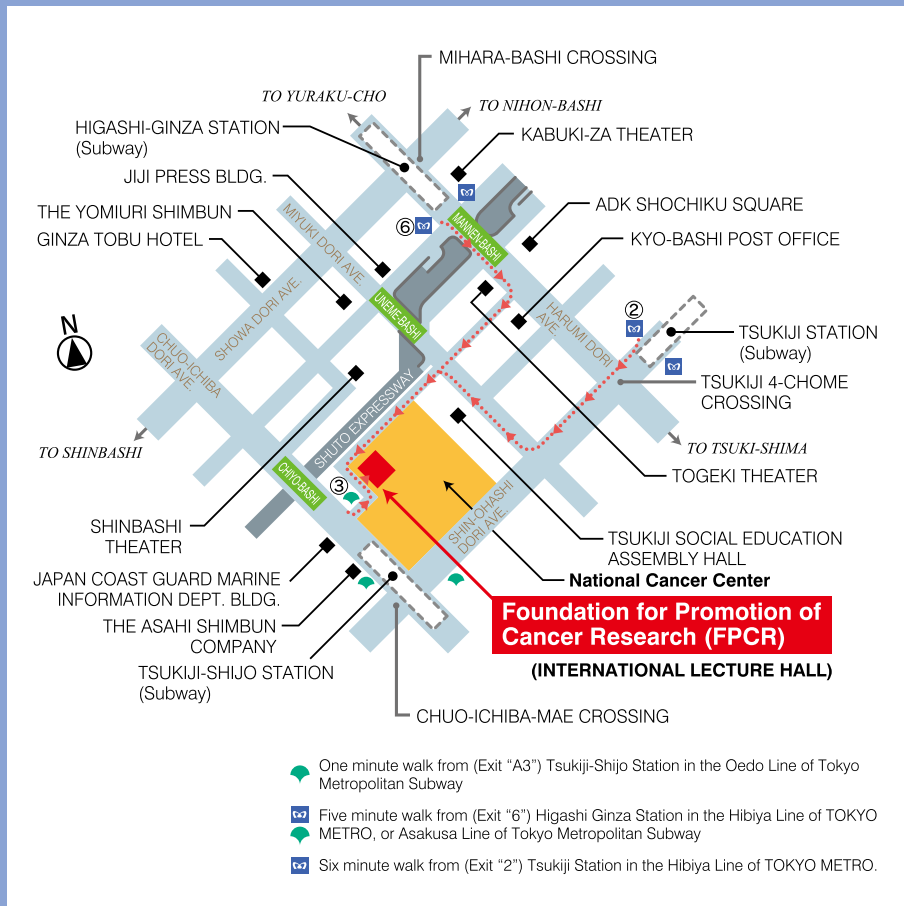 MIHARA-BASHI CROSSING
TO YURAKU-CHO
TO NIHON-BASHI
HIGASHI-GINZA STATION
(Subway)
KABUKI-ZA THEATER
JIJI PRESS BLDG.
THE YOMIURI SHIMBUN
ADK SHOCHIKU SQUARE
GINZA TOBU HOTEL
KYO-BASHI POST OFFICE
MIYUKI DORI AVE.
⑥
MANNEN-BASHI
UNEME-BASHI
SHOWA DORI AVE.
CHUO-ICHIBA
DORI AVE.
HARUMI DORI
AVE.
②
N
TSUKIJI STATION
(Subway)
TSUKIJI 4-CHOME
CROSSING
TO SHINBASHI
TO TSUKI-SHIMA
TOGEKI THEATER
SHUTO EXPRESSWAY
CHIYO-BASHI
③
SHIN-OHASHI
DORI AVE.
SHINBASHI
THEATER
TSUKIJI SOCIAL EDUCATION
ASSEMBLY HALL
JAPAN COAST GUARD MARINE
INFORMATION DEPT. BLDG.
National Cancer Center
THE ASAHI SHIMBUN
COMPANY
Foundation for Promotion of
Cancer Research (FPCR)
(INTERNATIONAL LECTURE HALL)
TSUKIJI-SHIJO STATION
(Subway)
CHUO-ICHIBA-MAE CROSSING
One minute walk from (Exit “A3”) Tsukiji-Shijo Station in the Oedo Line of Tokyo
Metropolitan Subway
Five minute walk from (Exit “6”) Higashi Ginza Station in the Hibiya Line of TOKYO
METRO, or Asakusa Line of Tokyo Metropolitan Subway
Six minute walk from (Exit “2”) Tsukiji Station in the Hibiya Line of TOKYO METRO.